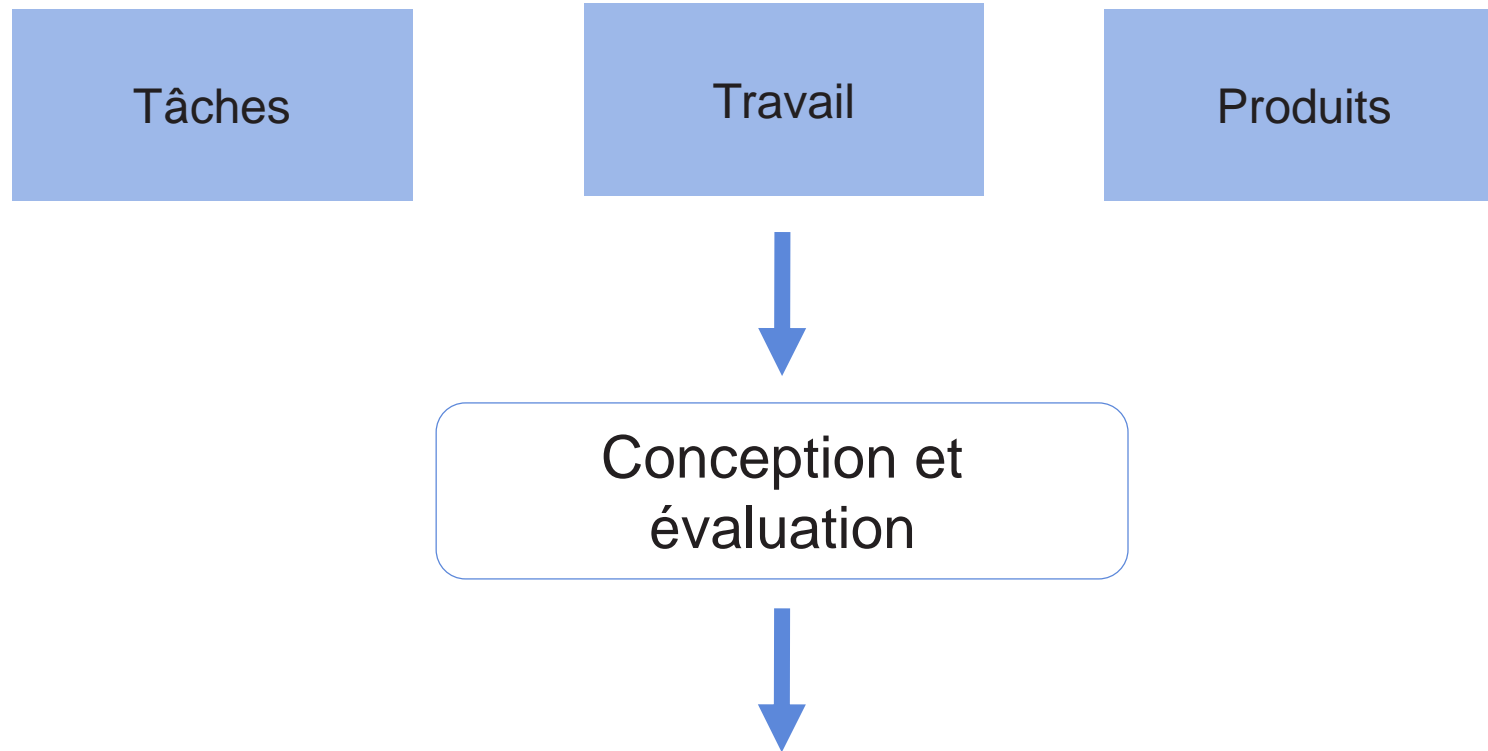 Tâches
Travail
Produits
Conception et
évaluation